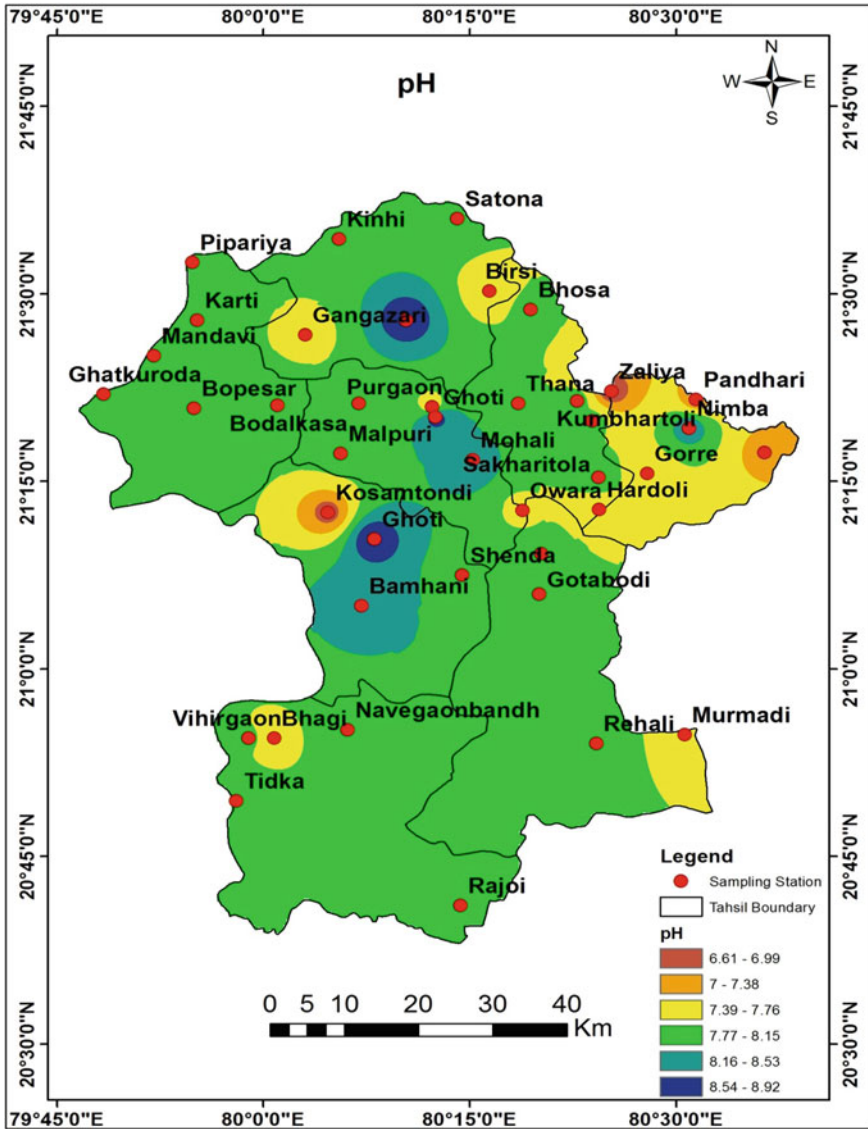 79°45'0"E 80°0'0"E 80°15'0"E 80°30'0"E
pH
N
W E
S
21°45'0"N 21°45'0"N
Satona
Kinhi
Pipariya
Birsi
21°30'0"N 21°30'0"N
Bhosa
Karti
Gangazari
Mandavi
Ghatkuroda
Zaliya
Pandhari
Bopesar
Purgaon
Ghoti
Thana
Nimba
Bodalkasa
Kumbhartoli
Malpuri
Mohali
Gorre
Sakharitola
21°15'0"N 21°15'0"N
Kosamtondi
Owara
Hardoli
Ghoti
Shenda
Bamhani
Gotabodi
21°0'0"N 21°0'0"N
Vihirgaon
Bhagi
Navegaonbandh
Rehali
Murmadi
Tidka
20°45'0"N 20°45'0"N
Rajoi
Legend
Sampling Station
Tahsil Boundary
pH
6.61 - 6.99
7 - 7.38
7.39 - 7.76
7.77 - 8.15
8.16 - 8.53
8.54 - 8.92
0 5 10 20 30 40
Km
20°30'0"N 20°30'0"N
79°45'0"E 80°0'0"E 80°15'0"E 80°30'0"E